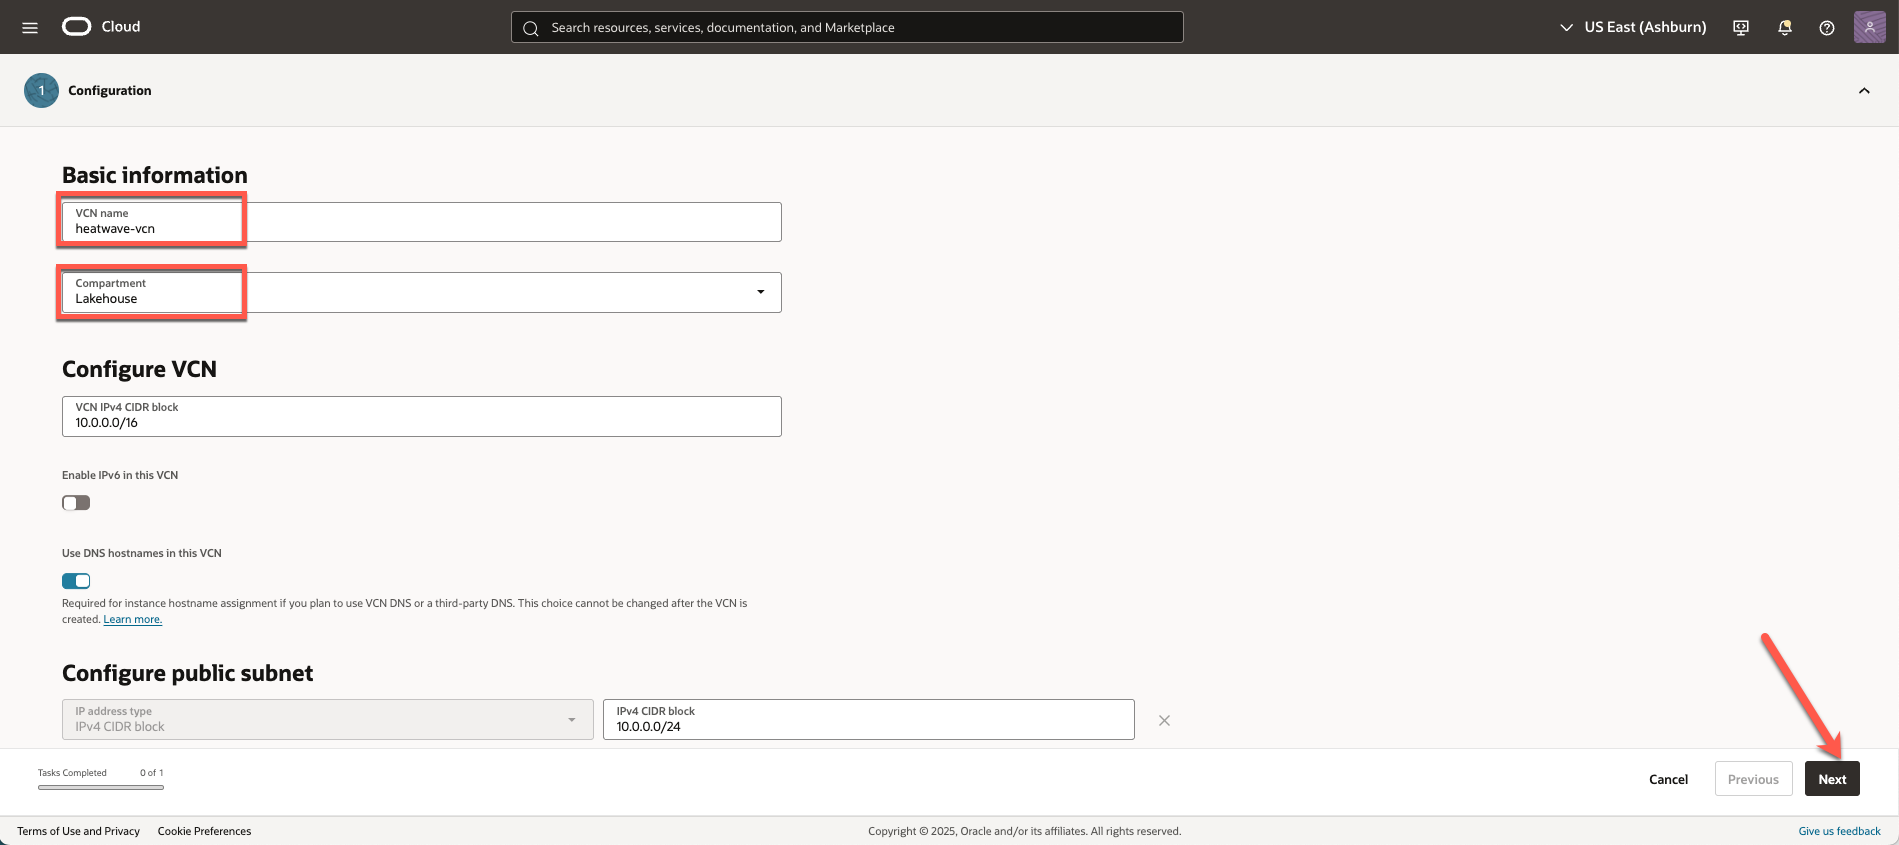 Cloud
Search resources, services, documentation, and Marketplace
US East (Ashburn)
1
Configuration
Basic information
VCN name
heatwave-vcn
Compartment
Lakehouse
Configure VCN
VCN IPv4 CIDR block
10.0.0.0/16
Enable IPv6 in this VCN
Use DNS hostnames in this VCN
Required for instance hostname assignment if you plan to use VCN DNS or a third-party DNS. This choice cannot be changed after the VCN is
created. Learn more.
Configure public subnet
IP address type
IPv4 CIDR block
IPv4 CIDR block
10.0.0.0/24
Tasks Completed 0 of 1
Cancel
Previous
Next
Terms of Use and Privacy Cookie Preferences
Copyright © 2025, Oracle and/or its affiliates. All rights reserved.
Give us feedback